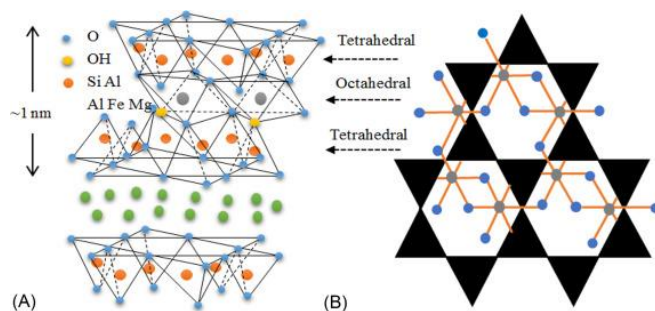 (A)
O
OH
Si Al
Al Fe Mg
~1 nm
Tetrahedral
Octahedral
Tetrahedral
(B)